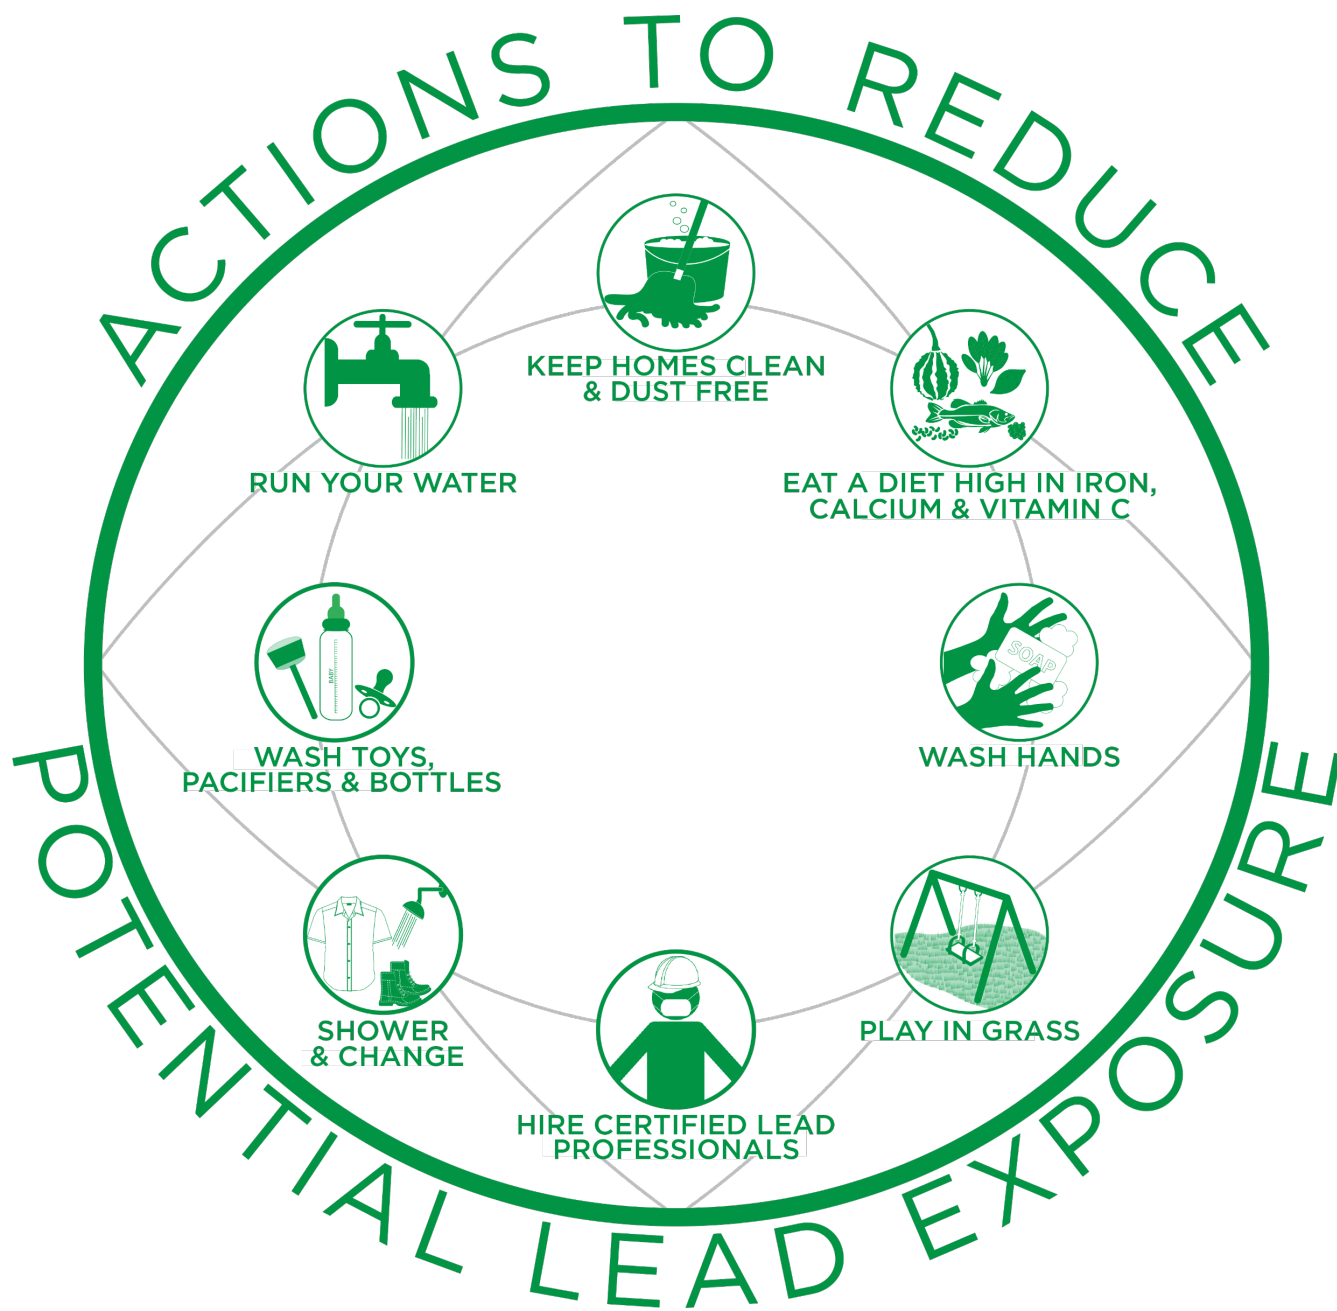 ACTIONS TO REDUCE
POTENTIAL LEAD EXPOSURE
KEEP HOMES CLEAN
& DUST FREE
EAT A DIET HIGH IN IRON,
CALCIUM & VITAMIN C
SOAP
WASH HANDS
PLAY IN GRASS
HIRE CERTIFIED LEAD
PROFESSIONALS
SHOWER
& CHANGE
BABY
WASH TOYS,
PACIFIERS & BOTTLES
RUN YOUR WATER